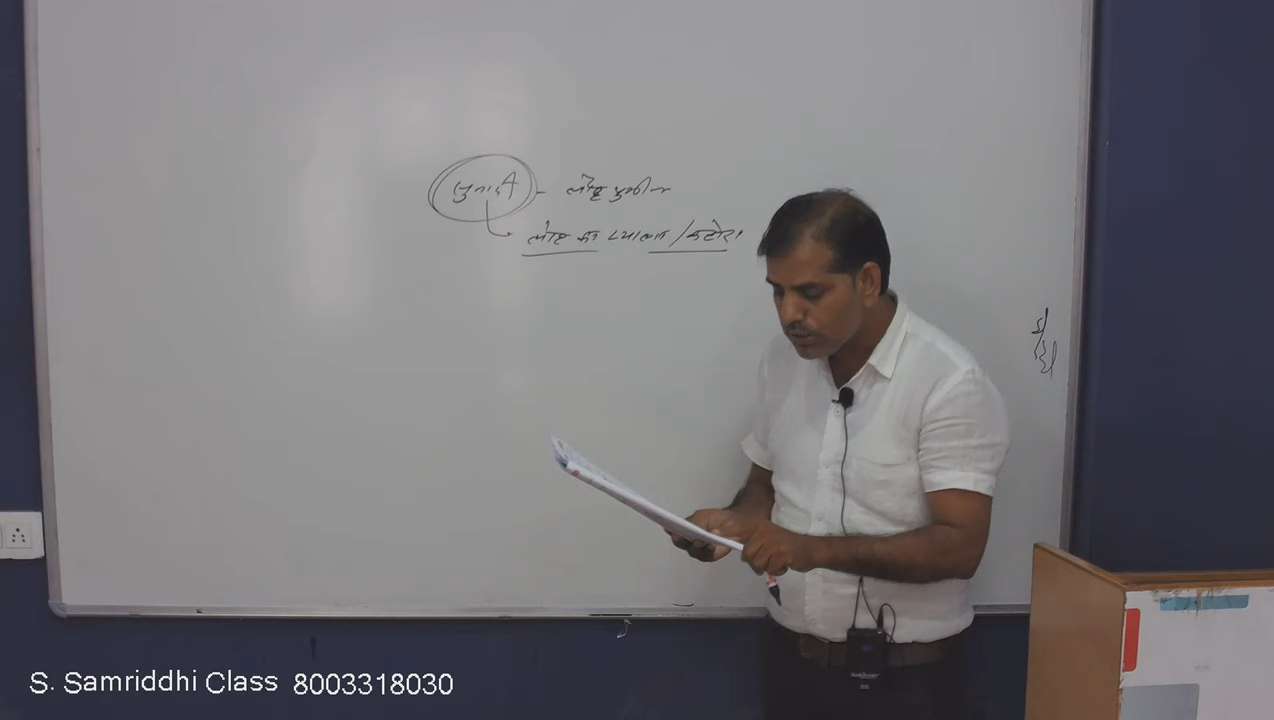 सुनारी - लौह युगीन
लोहे का प्याला / कटोरा
S. Samriddhi Class 8003318030